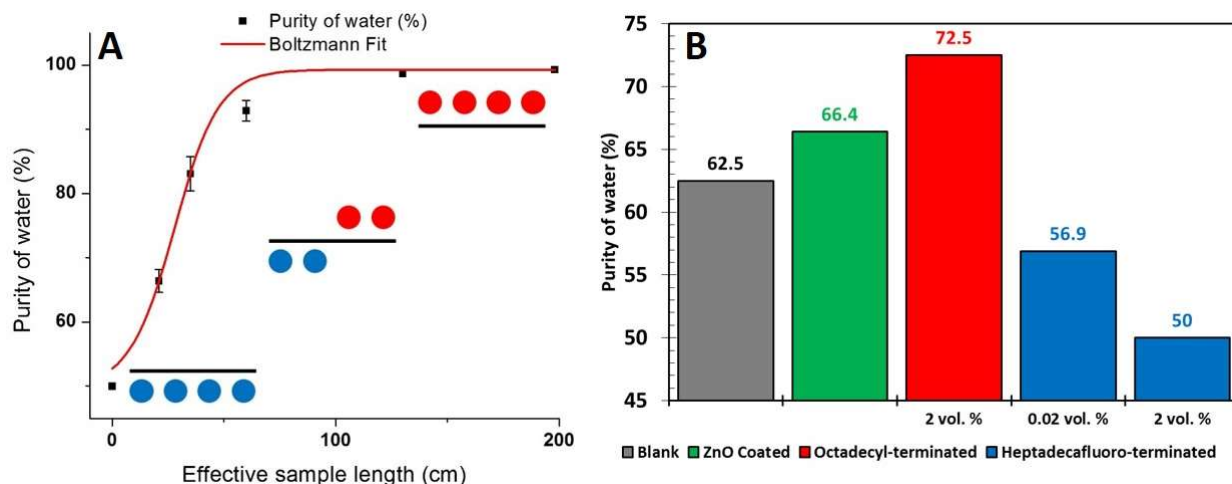 A
Purity of water (%)
Boltzmann Fit
100
80
60
Purity of water (%)
0
100
200
Effective sample length (cm)
B
75
70
65
60
55
50
45
Purity of water (%)
62.5
66.4
72.5
56.9
50
2 vol. %
0.02 vol. %
2 vol. %
Blank
ZnO Coated
Octadecyl-terminated
Heptadecafluoro-terminated